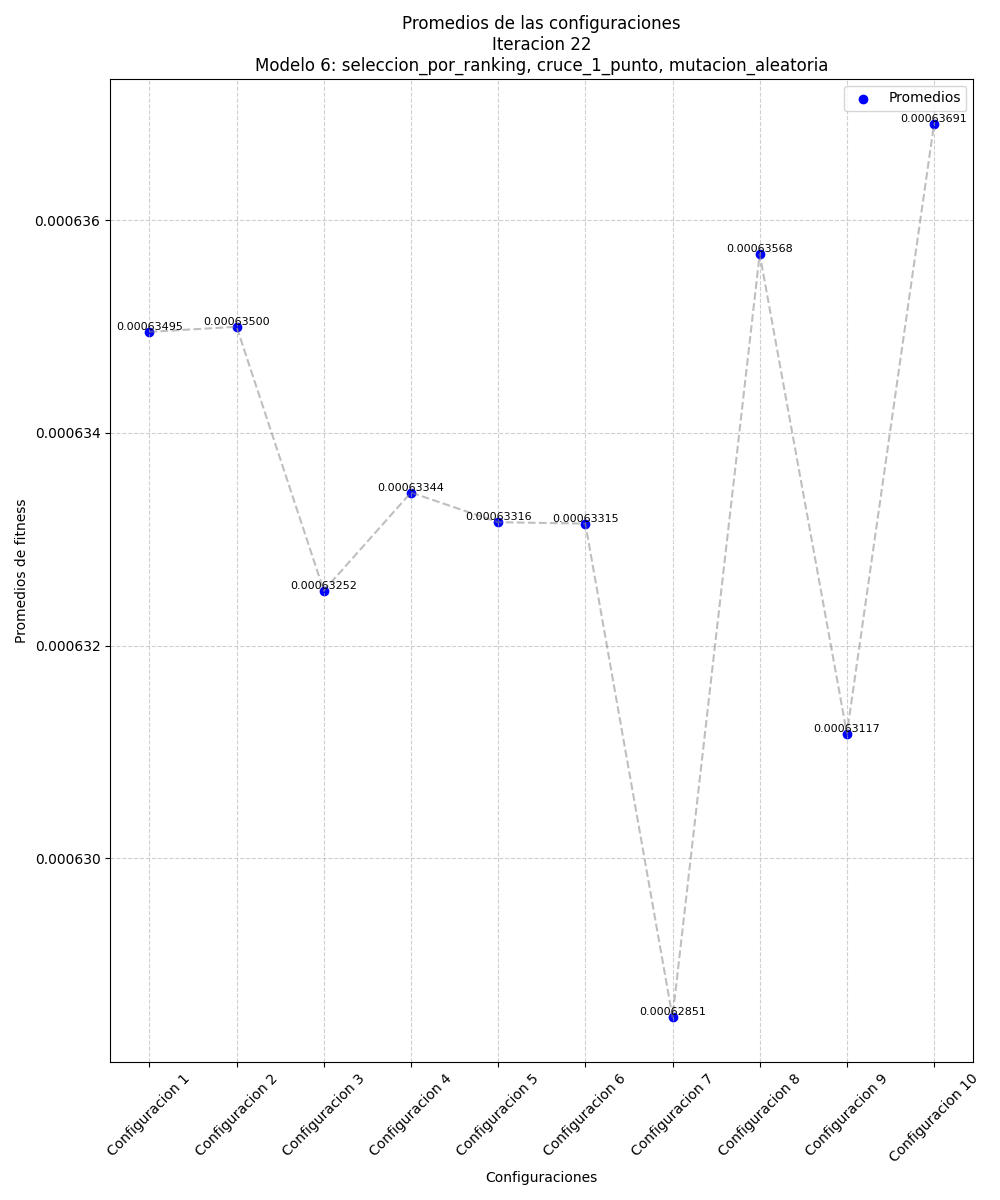 Promedios de las configuraciones
Iteracion 22
Modelo 6: seleccion_por_ranking, cruce_1_punto, mutacion_aleatoria
Promedios
0.00063691
0.000636
0.00063568
0.00063495
0.00063500
0.000634
0.00063344
0.00063316
0.00063315
0.00063252
0.000632
0.00063117
0.000630
0.00062851
Promedios de fitness
Configuracion 1
Configuracion 2
Configuracion 3
Configuracion 4
Configuracion 5
Configuracion 6
Configuracion 7
Configuracion 8
Configuracion 9
Configuracion 10
Configuraciones